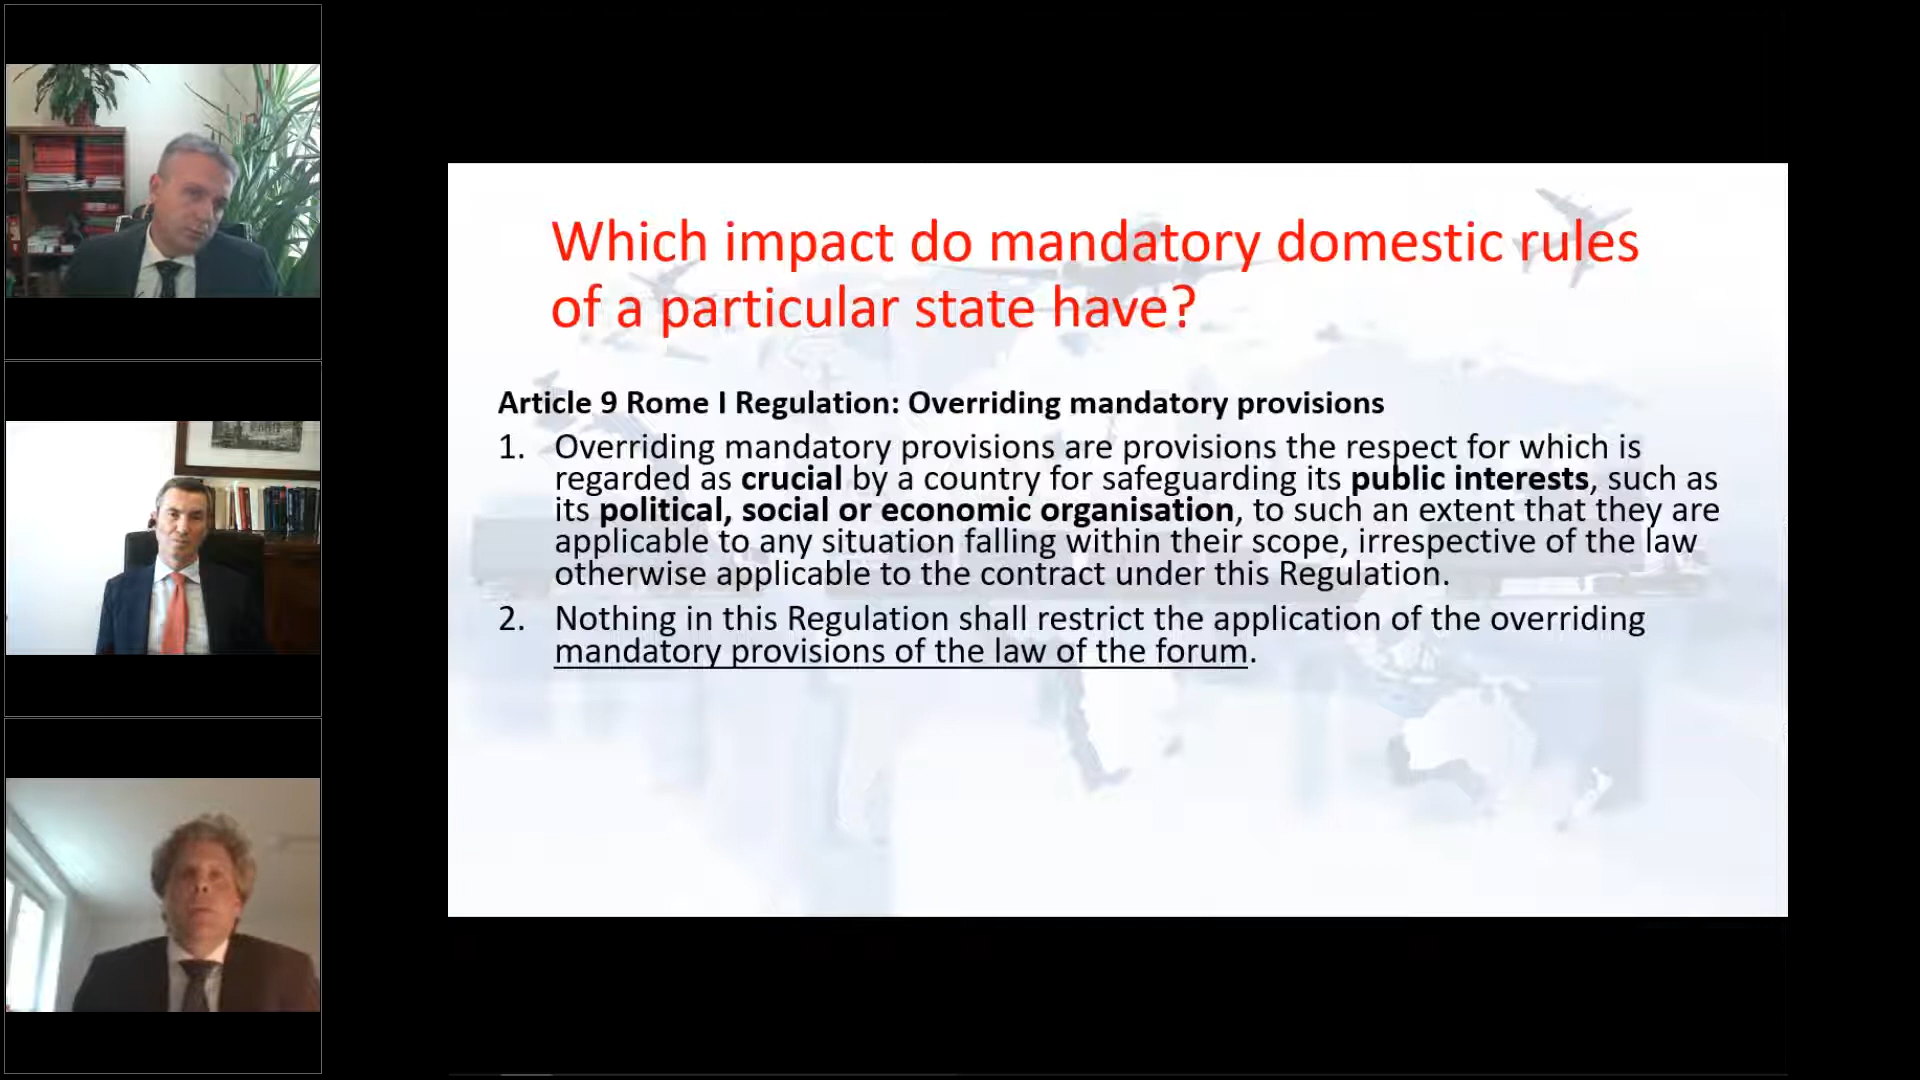 Which impact do mandatory domestic rules
of a particular state have?
Article 9 Rome I Regulation: Overriding mandatory provisions
1. Overriding mandatory provisions are provisions the respect for which is
regarded as crucial by a country for safeguarding its public interests, such as
its political, social or economic organisation, to such an extent that they are
applicable to any situation falling within their scope, irrespective of the law
otherwise applicable to the contract under this Regulation.
2. Nothing in this Regulation shall restrict the application of the overriding
mandatory provisions of the law of the forum.